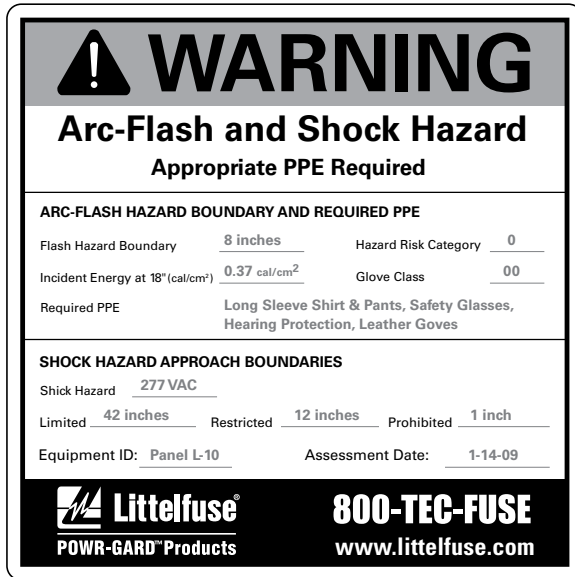 WARNING
Arc-Flash and Shock Hazard
Appropriate PPE Required
ARC-FLASH HAZARD BOUNDARY AND REQUIRED PPE
Flash Hazard Boundary 8 inches Hazard Risk Category 0
Incident Energy at 18"(cal/cm²) 0.37 cal/cm² Glove Class 00
Required PPE Long Sleeve Shirt & Pants, Safety Glasses,
Hearing Protection, Leather Goves
SHOCK HAZARD APPROACH BOUNDARIES
Shick Hazard 277 VAC
Limited 42 inches Restricted 12 inches Prohibited 1 inch
Equipment ID: Panel L-10 Assessment Date: 1-14-09
Littelfuse® 800-TEC-FUSE
POWR-GARD™ Products www.littelfuse.com